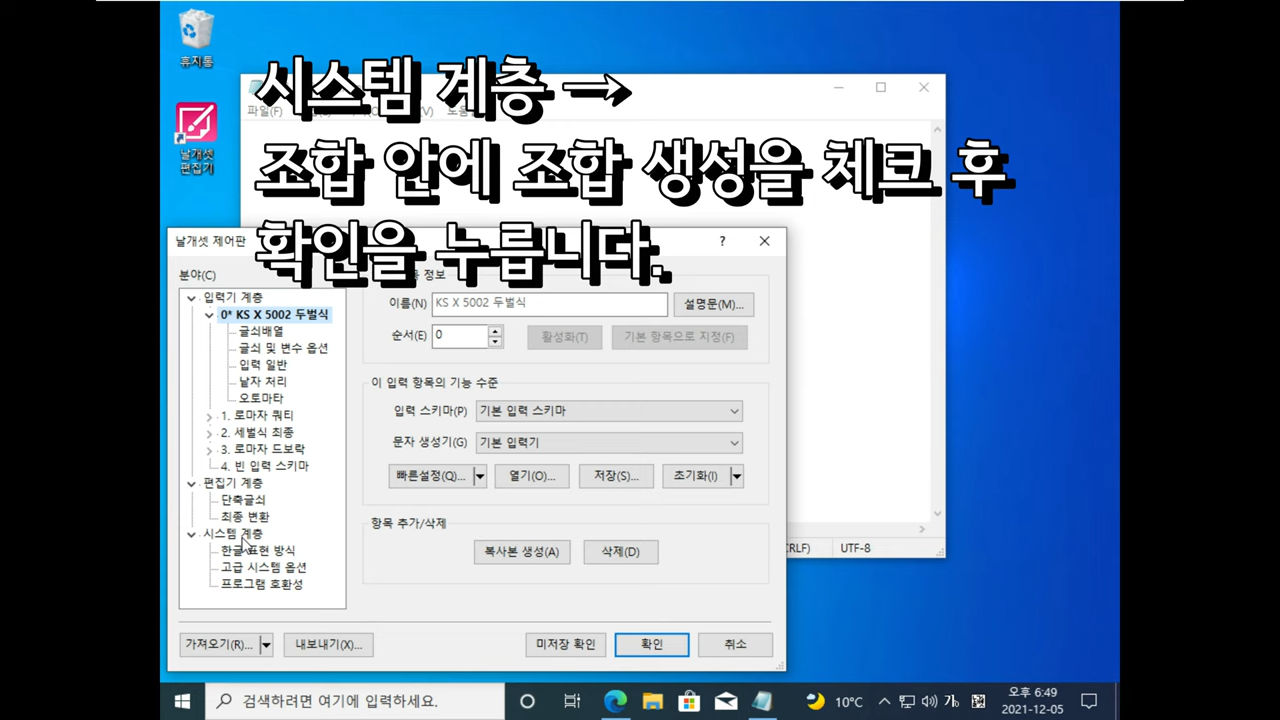 휴지통
날개셋
편집기
시스템 계층 →
조합 안에 조합 생성을 체크 후
확인을 누릅니다.
파일(F)
날개셋 제어판
?
분야(C)
입력기 계층
0* KS X 5002 두벌식
글쇠배열
글쇠 및 변수 옵션
입력 일반
낱자 처리
오토마타
1. 로마자 쿼티
2. 세벌식 최종
3. 로마자 드보락
4. 빈 입력 스키마
편집기 계층
단축글쇠
최종 변환
시스템 계층
한글 표현 방식
고급 시스템 옵션
프로그램 호환성
정보
이름(N) KS X 5002 두벌식 설명문(M)...
순서(E) 0 활성화(T) 기본 항목으로 지정(F)
이 입력 항목의 기능 수준
입력 스키마(P) 기본 입력 스키마
문자 생성기(G) 기본 입력기
빠른설정(Q)... 열기(O)... 저장(S)... 초기화(I)
항목 추가/삭제
복사본 생성(A) 삭제(D)
CRLF) UTF-8
가져오기(R)... 내보내기(X)... 미저장 확인 확인 취소
검색하려면 여기에 입력하세요.
10°C
오후 6:49
2021-12-05